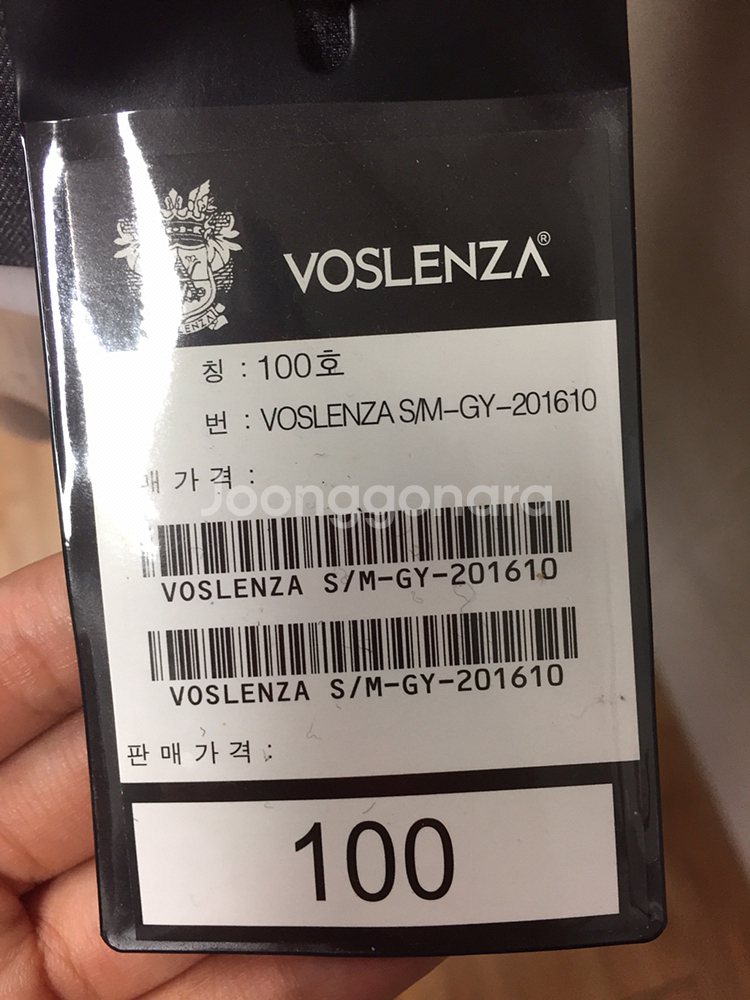 VOSLENZA®
칭 : 100호
번 : VOSLENZA S/M-GY-201610
매 가 격 :
Joonggonara
VOSLENZA S/M-GY-201610
VOSLENZA S/M-GY-201610
판 매 가 격 :
100